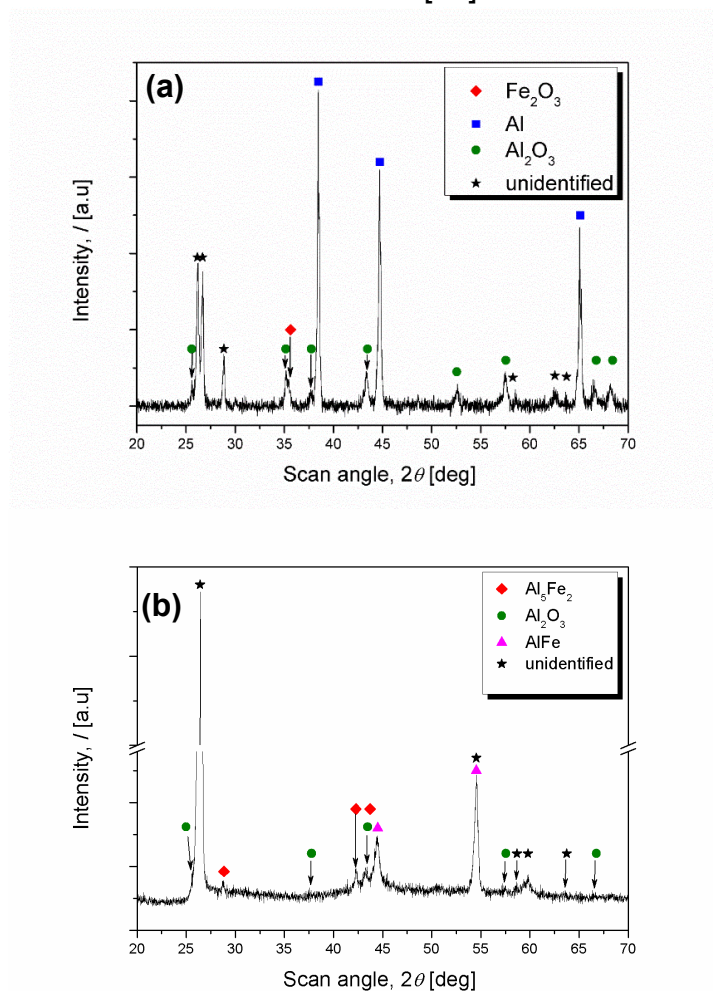 (a)
Fe₂O₃
Al
Al₂O₃
unidentified
Intensity, I [a.u]
20 25 30 35 40 45 50 55 60 65 70
Scan angle, 2θ [deg]
(b)
Al₅Fe₂
Al₂O₃
AlFe
unidentified
Intensity, I [a.u]
20 25 30 35 40 45 50 55 60 65 70
Scan angle, 2θ [deg]